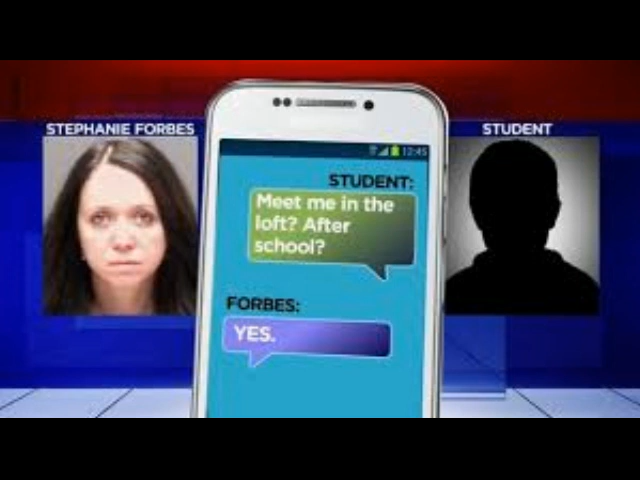 STEPHANIE FORBES
STUDENT
12:45
STUDENT:
Meet me in the
loft? After
school?
FORBES:
YES.